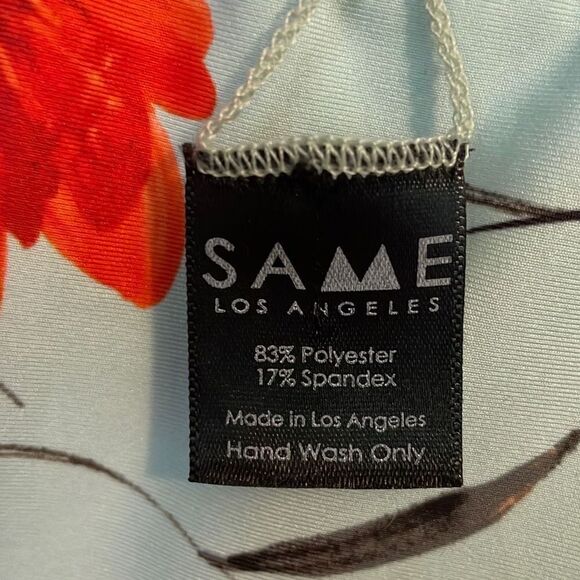 SAME
LOS ANGELES
83% Polyester
17% Spandex
Made in Los Angeles
Hand Wash Only